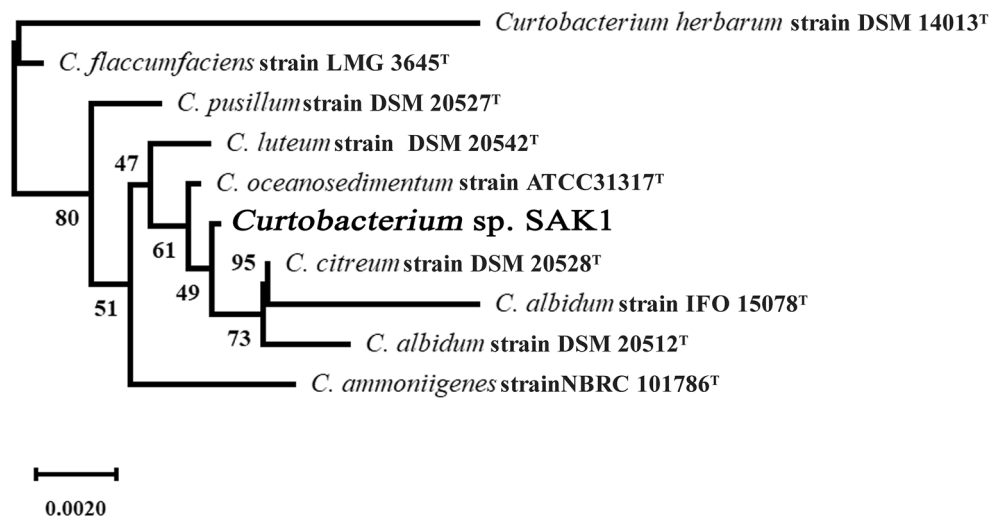 Curtobacterium herbarum strain DSM 14013ᵀ
C. flaccumfaciens strain LMG 3645ᵀ
C. pusillum strain DSM 20527ᵀ
C. luteum strain DSM 20542ᵀ
47
C. oceanosedimentum strain ATCC31317ᵀ
80
Curtobacterium sp. SAK1
61
95
C. citreum strain DSM 20528ᵀ
49
C. albidum strain IFO 15078ᵀ
51
73
C. albidum strain DSM 20512ᵀ
C. ammoniigenes strainNBRC 101786ᵀ
0.0020